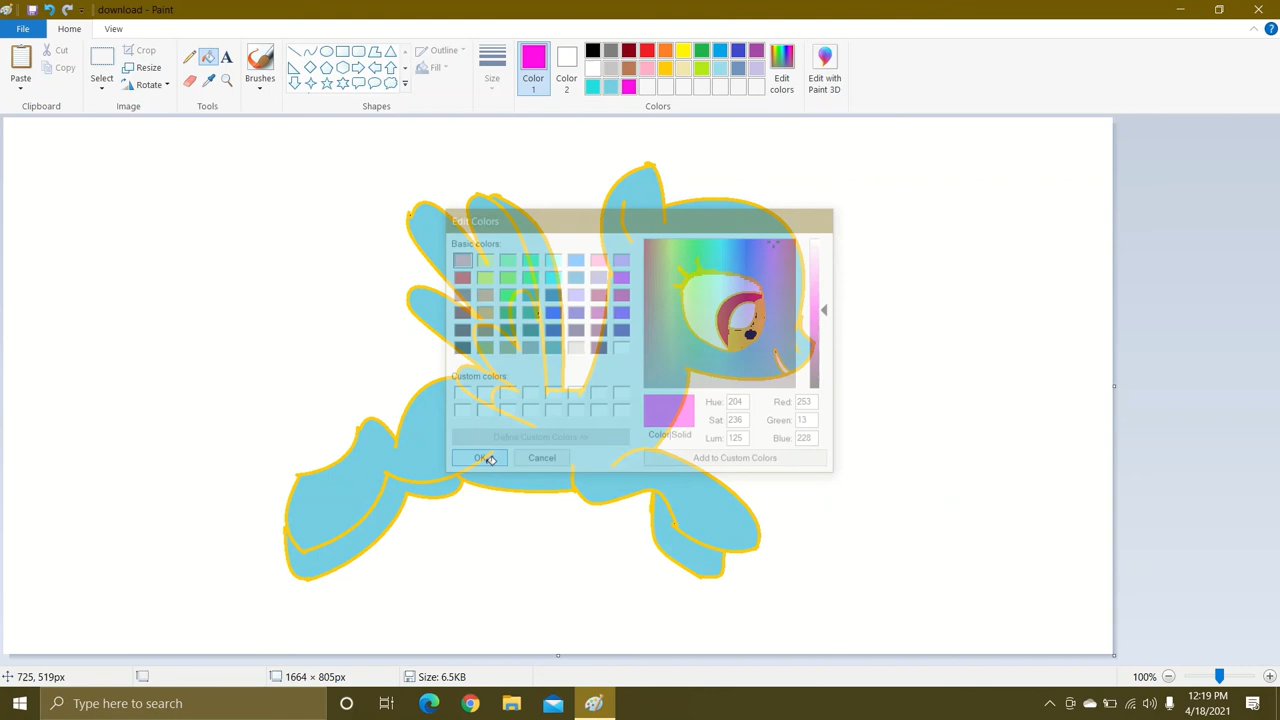 download - Paint
File
Home
View
Paste
Cut
Copy
Clipboard
Select
Crop
Resize
Rotate
Image
A
Tools
Brushes
Outline
Fill
Shapes
Size
Color 1
Color 2
Edit colors
Edit with Paint 3D
Colors
Edit Colors
Basic colors:
Custom colors:
Define Custom Colors >>
OK
Cancel
Color|Solid
Hue: 204
Sat: 236
Lum: 125
Red: 253
Green: 13
Blue: 228
Add to Custom Colors
725, 519px
1664 × 805px
Size: 6.5KB
100%
Type here to search
12:19 PM
4/18/2021